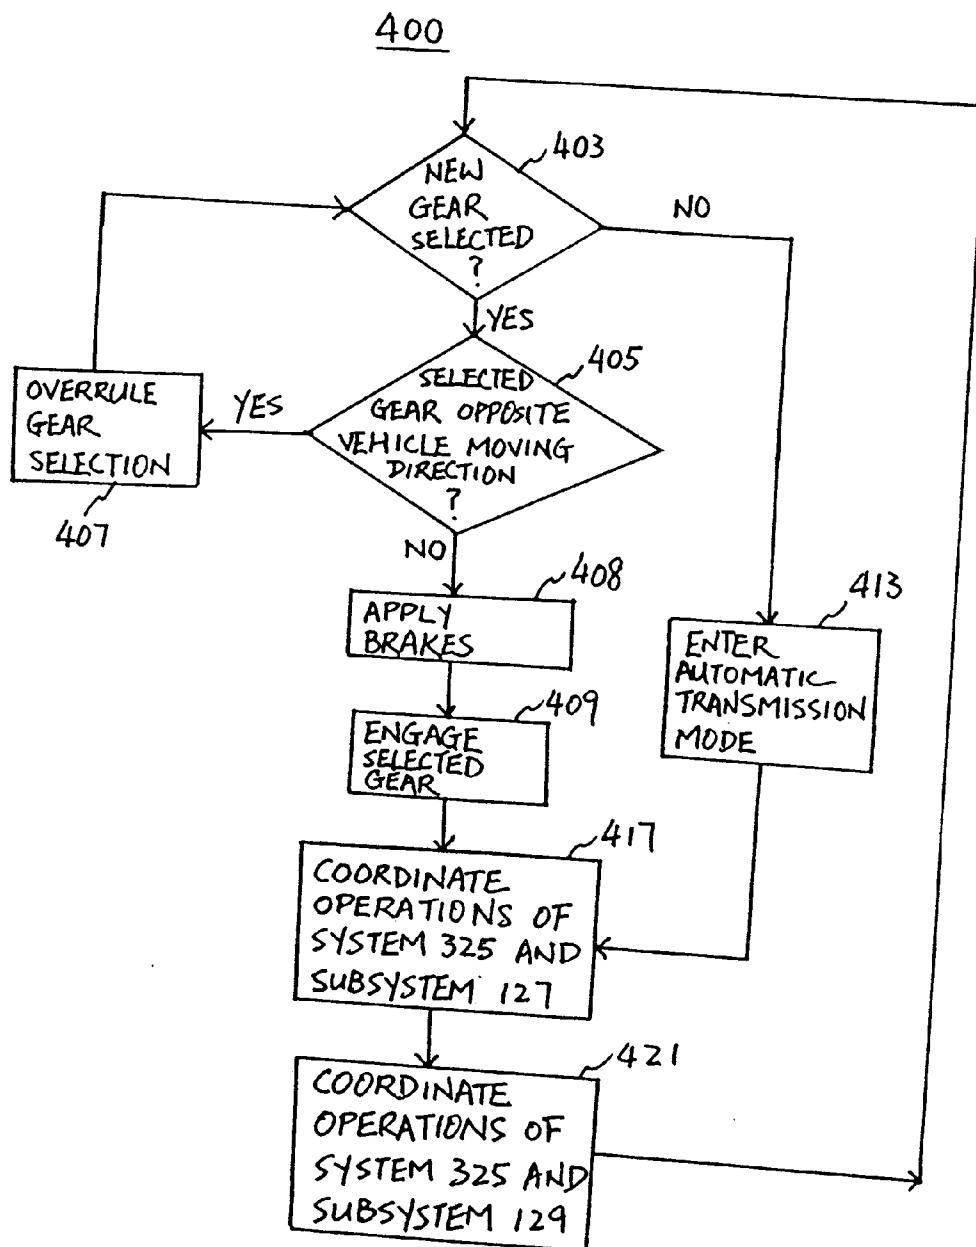 400
403
NEW
GEAR
SELECTED
?
NO
YES
405
SELECTED
GEAR OPPOSITE
VEHICLE MOVING
DIRECTION
?
YES
OVERRULE
GEAR
SELECTION
407
NO
408
APPLY
BRAKES
409
ENGAGE
SELECTED
GEAR
413
ENTER
AUTOMATIC
TRANSMISSION
MODE
417
COORDINATE
OPERATIONS OF
SYSTEM 325 AND
SUBSYSTEM 127
421
COORDINATE
OPERATIONS OF
SYSTEM 325 AND
SUBSYSTEM 129